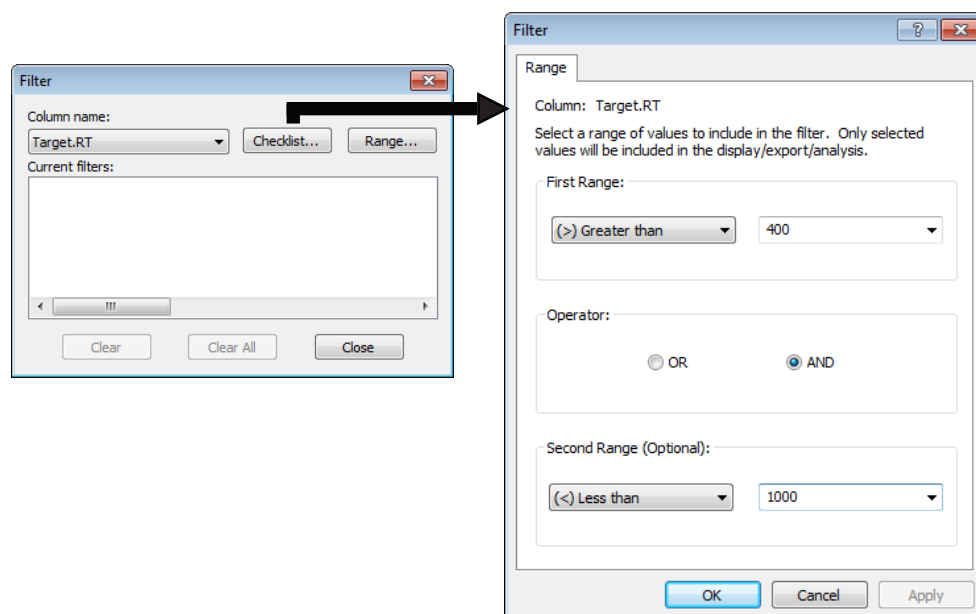 Filter
Column name:
Target.RT
Checklist...
Range...
Current filters:
Clear
Clear All
Close
Filter
Range
Column: Target.RT
Select a range of values to include in the filter. Only selected
values will be included in the display/export/analysis.
First Range:
(>) Greater than
400
Operator:
OR
AND
Second Range (Optional):
(<) Less than
1000
OK
Cancel
Apply